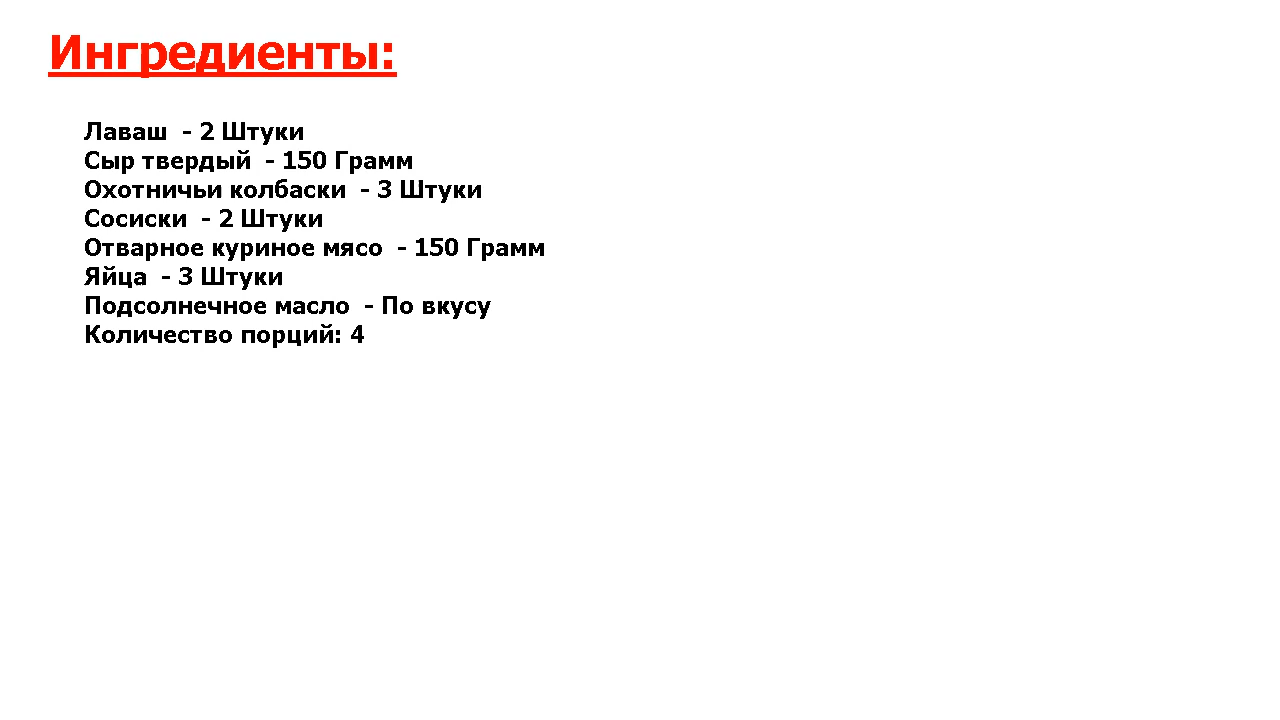 Ингредиенты:
Лаваш  - 2 Штуки
Сыр твердый  - 150 Грамм
Охотничьи колбаски  - 3 Штуки
Сосиски  - 2 Штуки
Отварное куриное мясо  - 150 Грамм
Яйца  - 3 Штуки
Подсолнечное масло  - По вкусу
Количество порций: 4